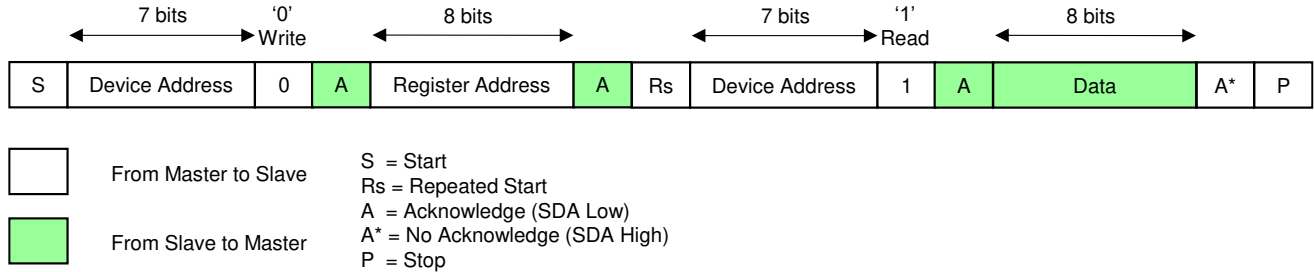 7 bits ‘0’ 8 bits 7 bits ‘1’ 8 bits
Write Read
S Device Address 0 A Register Address A Rs Device Address 1 A Data A* P
From Master to Slave
From Slave to Master
S = Start
Rs = Repeated Start
A = Acknowledge (SDA Low)
A* = No Acknowledge (SDA High)
P = Stop